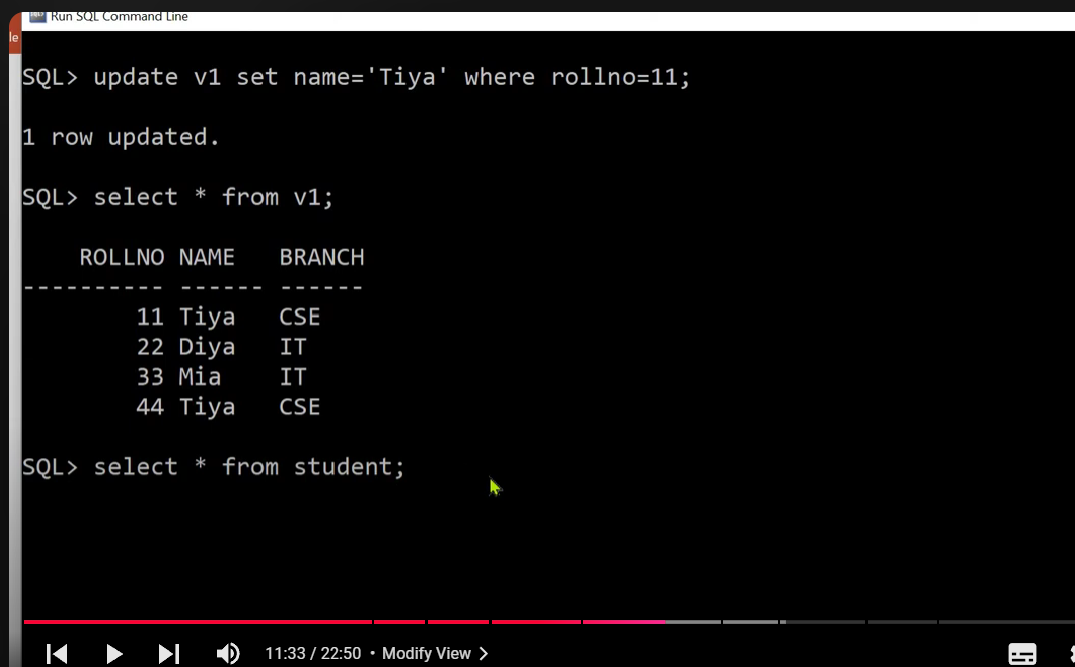 Run SQL Command Line
le
SQL> update v1 set name='Tiya' where rollno=11;
1 row updated.
SQL> select * from v1;
ROLLNO NAME BRANCH
---------- ------ ------
11 Tiya CSE
22 Diya IT
33 Mia IT
44 Tiya CSE
SQL> select * from student;
11:33 / 22:50 • Modify View >